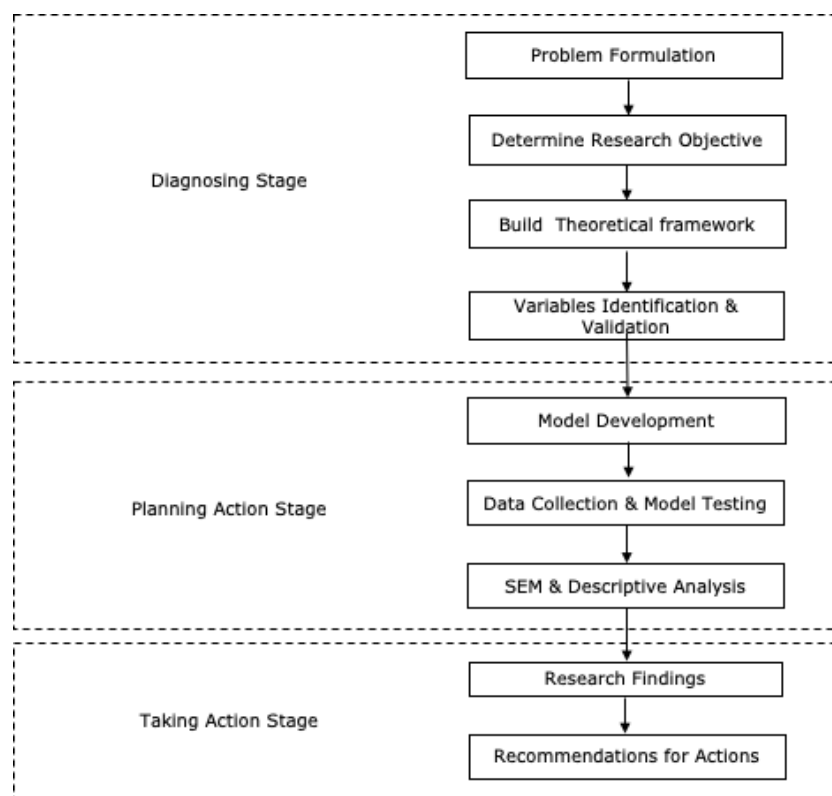 Problem Formulation
Determine Research Objective
Diagnosing Stage
Build Theoretical framework
Variables Identification &
Validation
Model Development
Planning Action Stage
Data Collection & Model Testing
SEM & Descriptive Analysis
Research Findings
Taking Action Stage
Recommendations for Actions